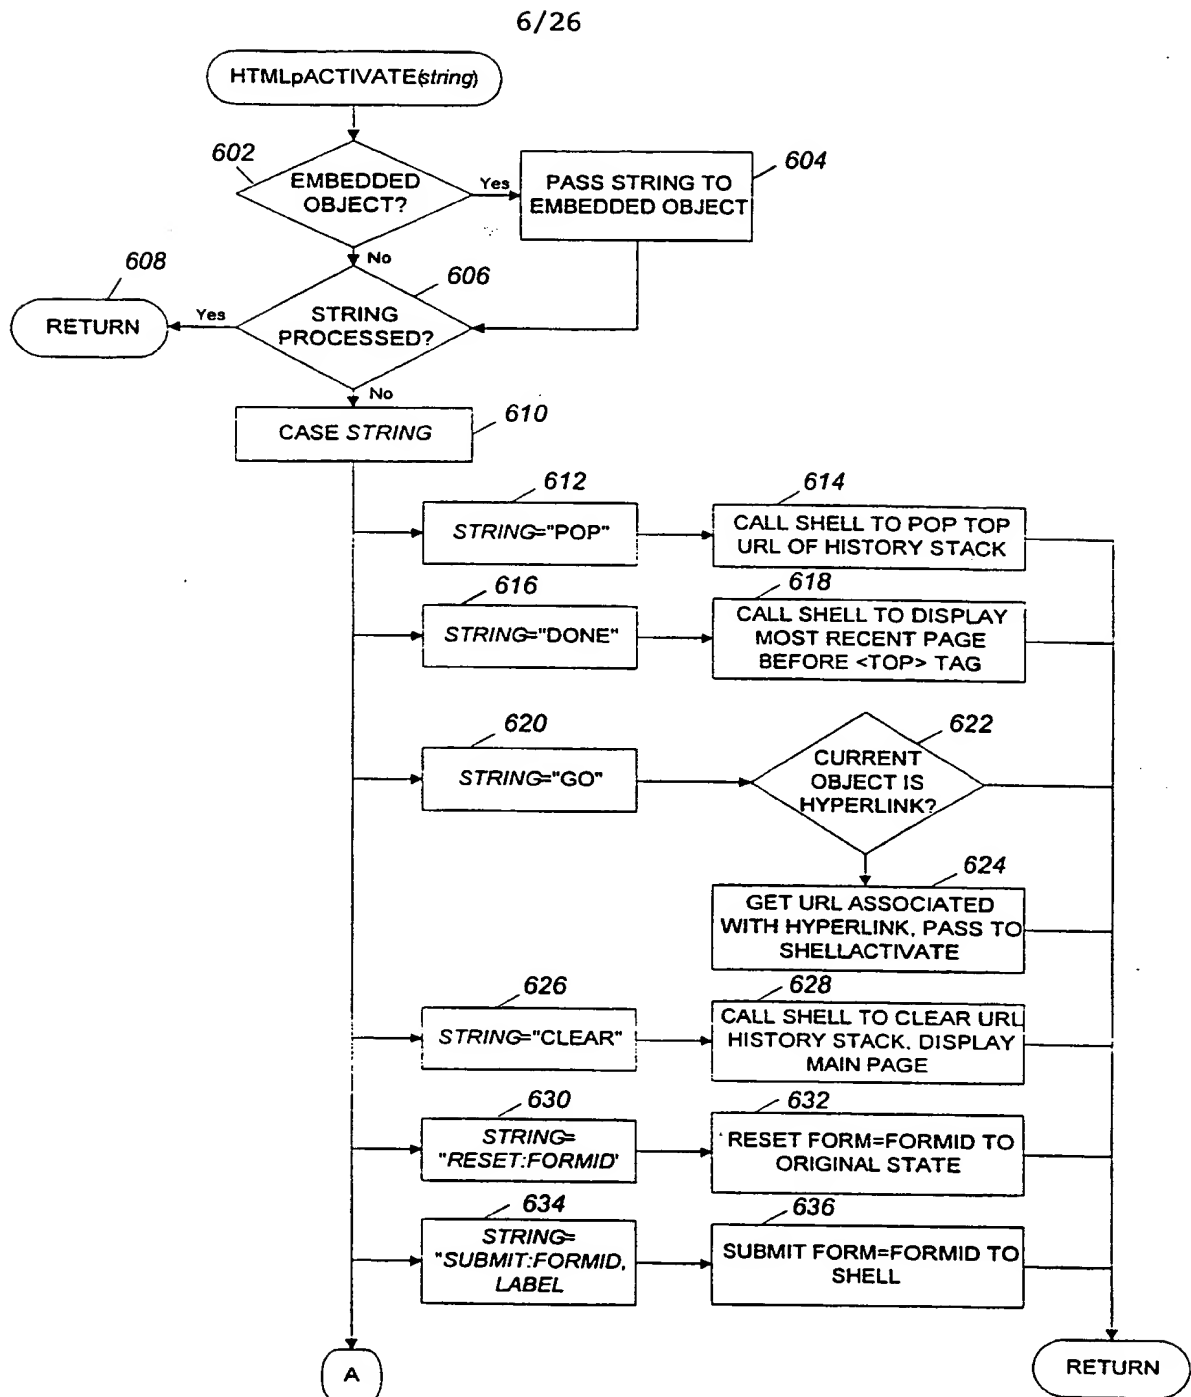 6/26
HTMLpACTIVATE(string)
602
EMBEDDED
OBJECT?
Yes
604
PASS STRING TO
EMBEDDED OBJECT
No
608
RETURN
Yes
606
STRING
PROCESSED?
No
CASE STRING
610
612
STRING="POP"
614
CALL SHELL TO POP TOP
URL OF HISTORY STACK
616
STRING="DONE"
618
CALL SHELL TO DISPLAY
MOST RECENT PAGE
BEFORE <TOP> TAG
620
STRING="GO"
622
CURRENT
OBJECT IS
HYPERLINK?
624
GET URL ASSOCIATED
WITH HYPERLINK, PASS TO
SHELLACTIVATE
626
STRING="CLEAR"
628
CALL SHELL TO CLEAR URL
HISTORY STACK, DISPLAY
MAIN PAGE
630
STRING=
"RESET:FORMID'
632
RESET FORM=FORMID TO
ORIGINAL STATE
634
STRING=
"SUBMIT:FORMID,
LABEL
636
SUBMIT FORM=FORMID TO
SHELL
A
RETURN